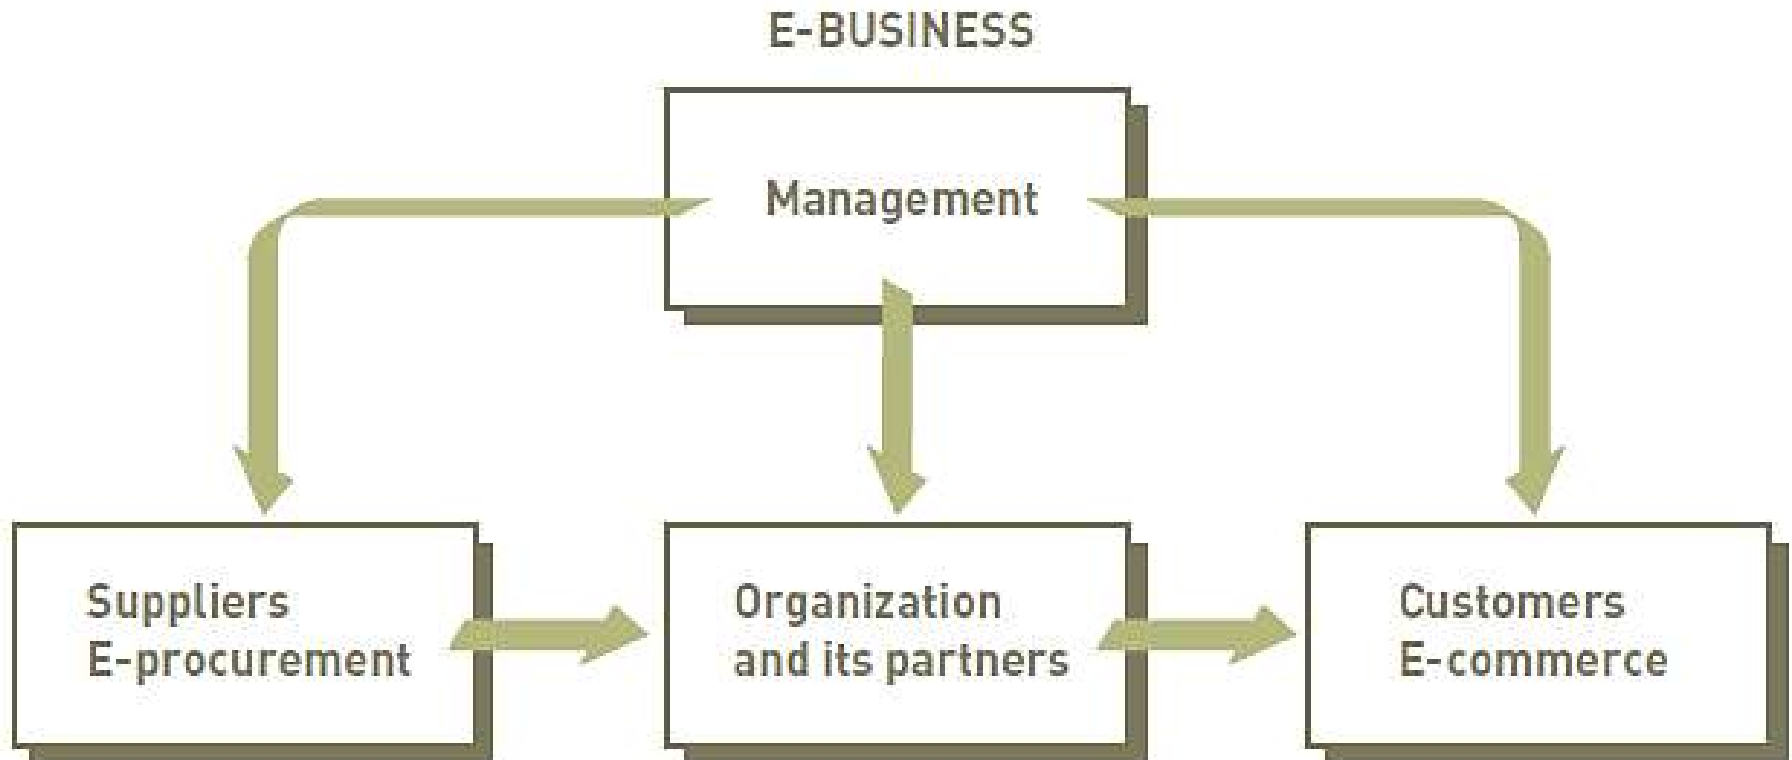 E-BUSINESS
Management
Suppliers
E-procurement
Organization
and its partners
Customers
E-commerce